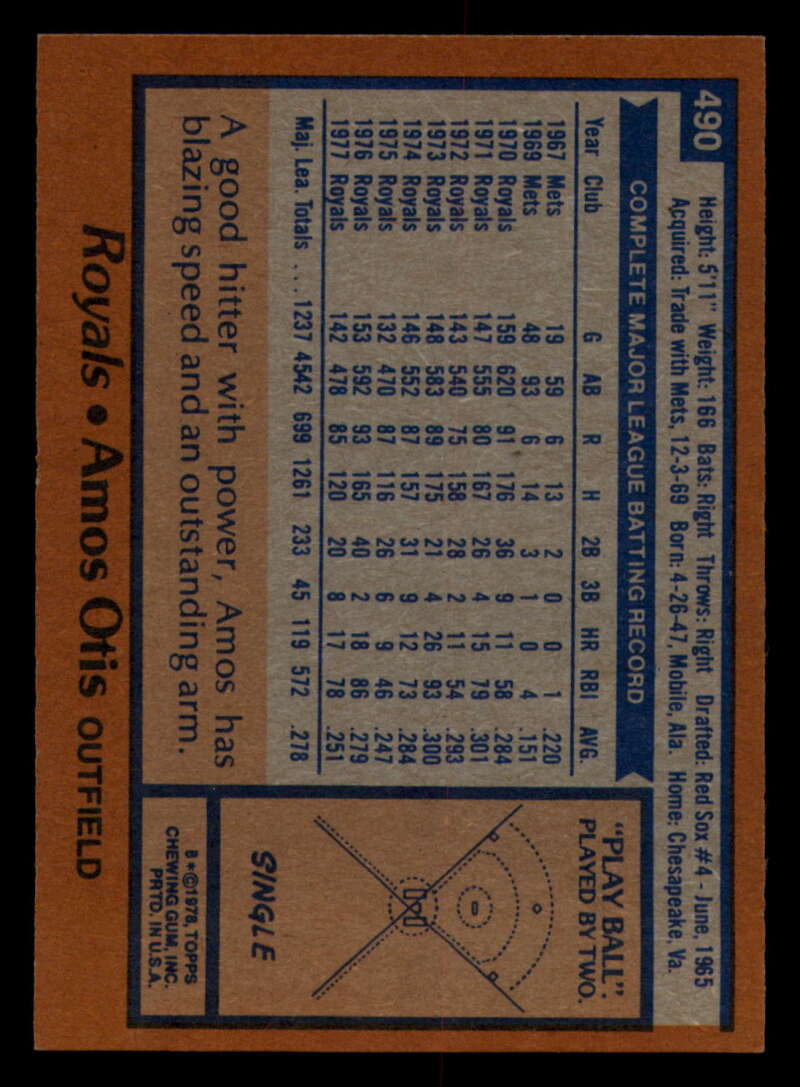 490
Height: 5'11" Weight: 166 Bats: Right Throws: Right Drafted: Red Sox #4 - June, 1965
Acquired: Trade with Mets, 12-3-69 Born: 4-26-47, Mobile, Ala. Home: Chesapeake, Va.
COMPLETE MAJOR LEAGUE BATTING RECORD
Year Club G AB R H 2B 3B HR RBI AVG.
1967 Mets 19 59 6 13 2 0 0 1 .220
1969 Mets 48 93 6 14 3 1 0 4 .151
1970 Royals 159 620 91 176 36 9 11 58 .284
1971 Royals 147 555 80 167 26 4 15 79 .301
1972 Royals 143 540 75 158 28 2 11 54 .293
1973 Royals 148 583 89 175 21 4 26 93 .300
1974 Royals 146 552 87 157 31 9 12 73 .284
1975 Royals 132 470 87 116 26 6 9 46 .247
1976 Royals 153 592 93 165 40 2 18 86 .279
1977 Royals 142 478 85 120 20 8 17 78 .251
Maj. Lea. Totals ... 1237 4542 699 1261 233 45 119 572 .278
A good hitter with power, Amos has
blazing speed and an outstanding arm.
"PLAY BALL":
PLAYED BY TWO.
SINGLE
B*©1978, TOPPS
CHEWING GUM, INC.
PRTD. IN U.S.A.
Royals • Amos Otis OUTFIELD